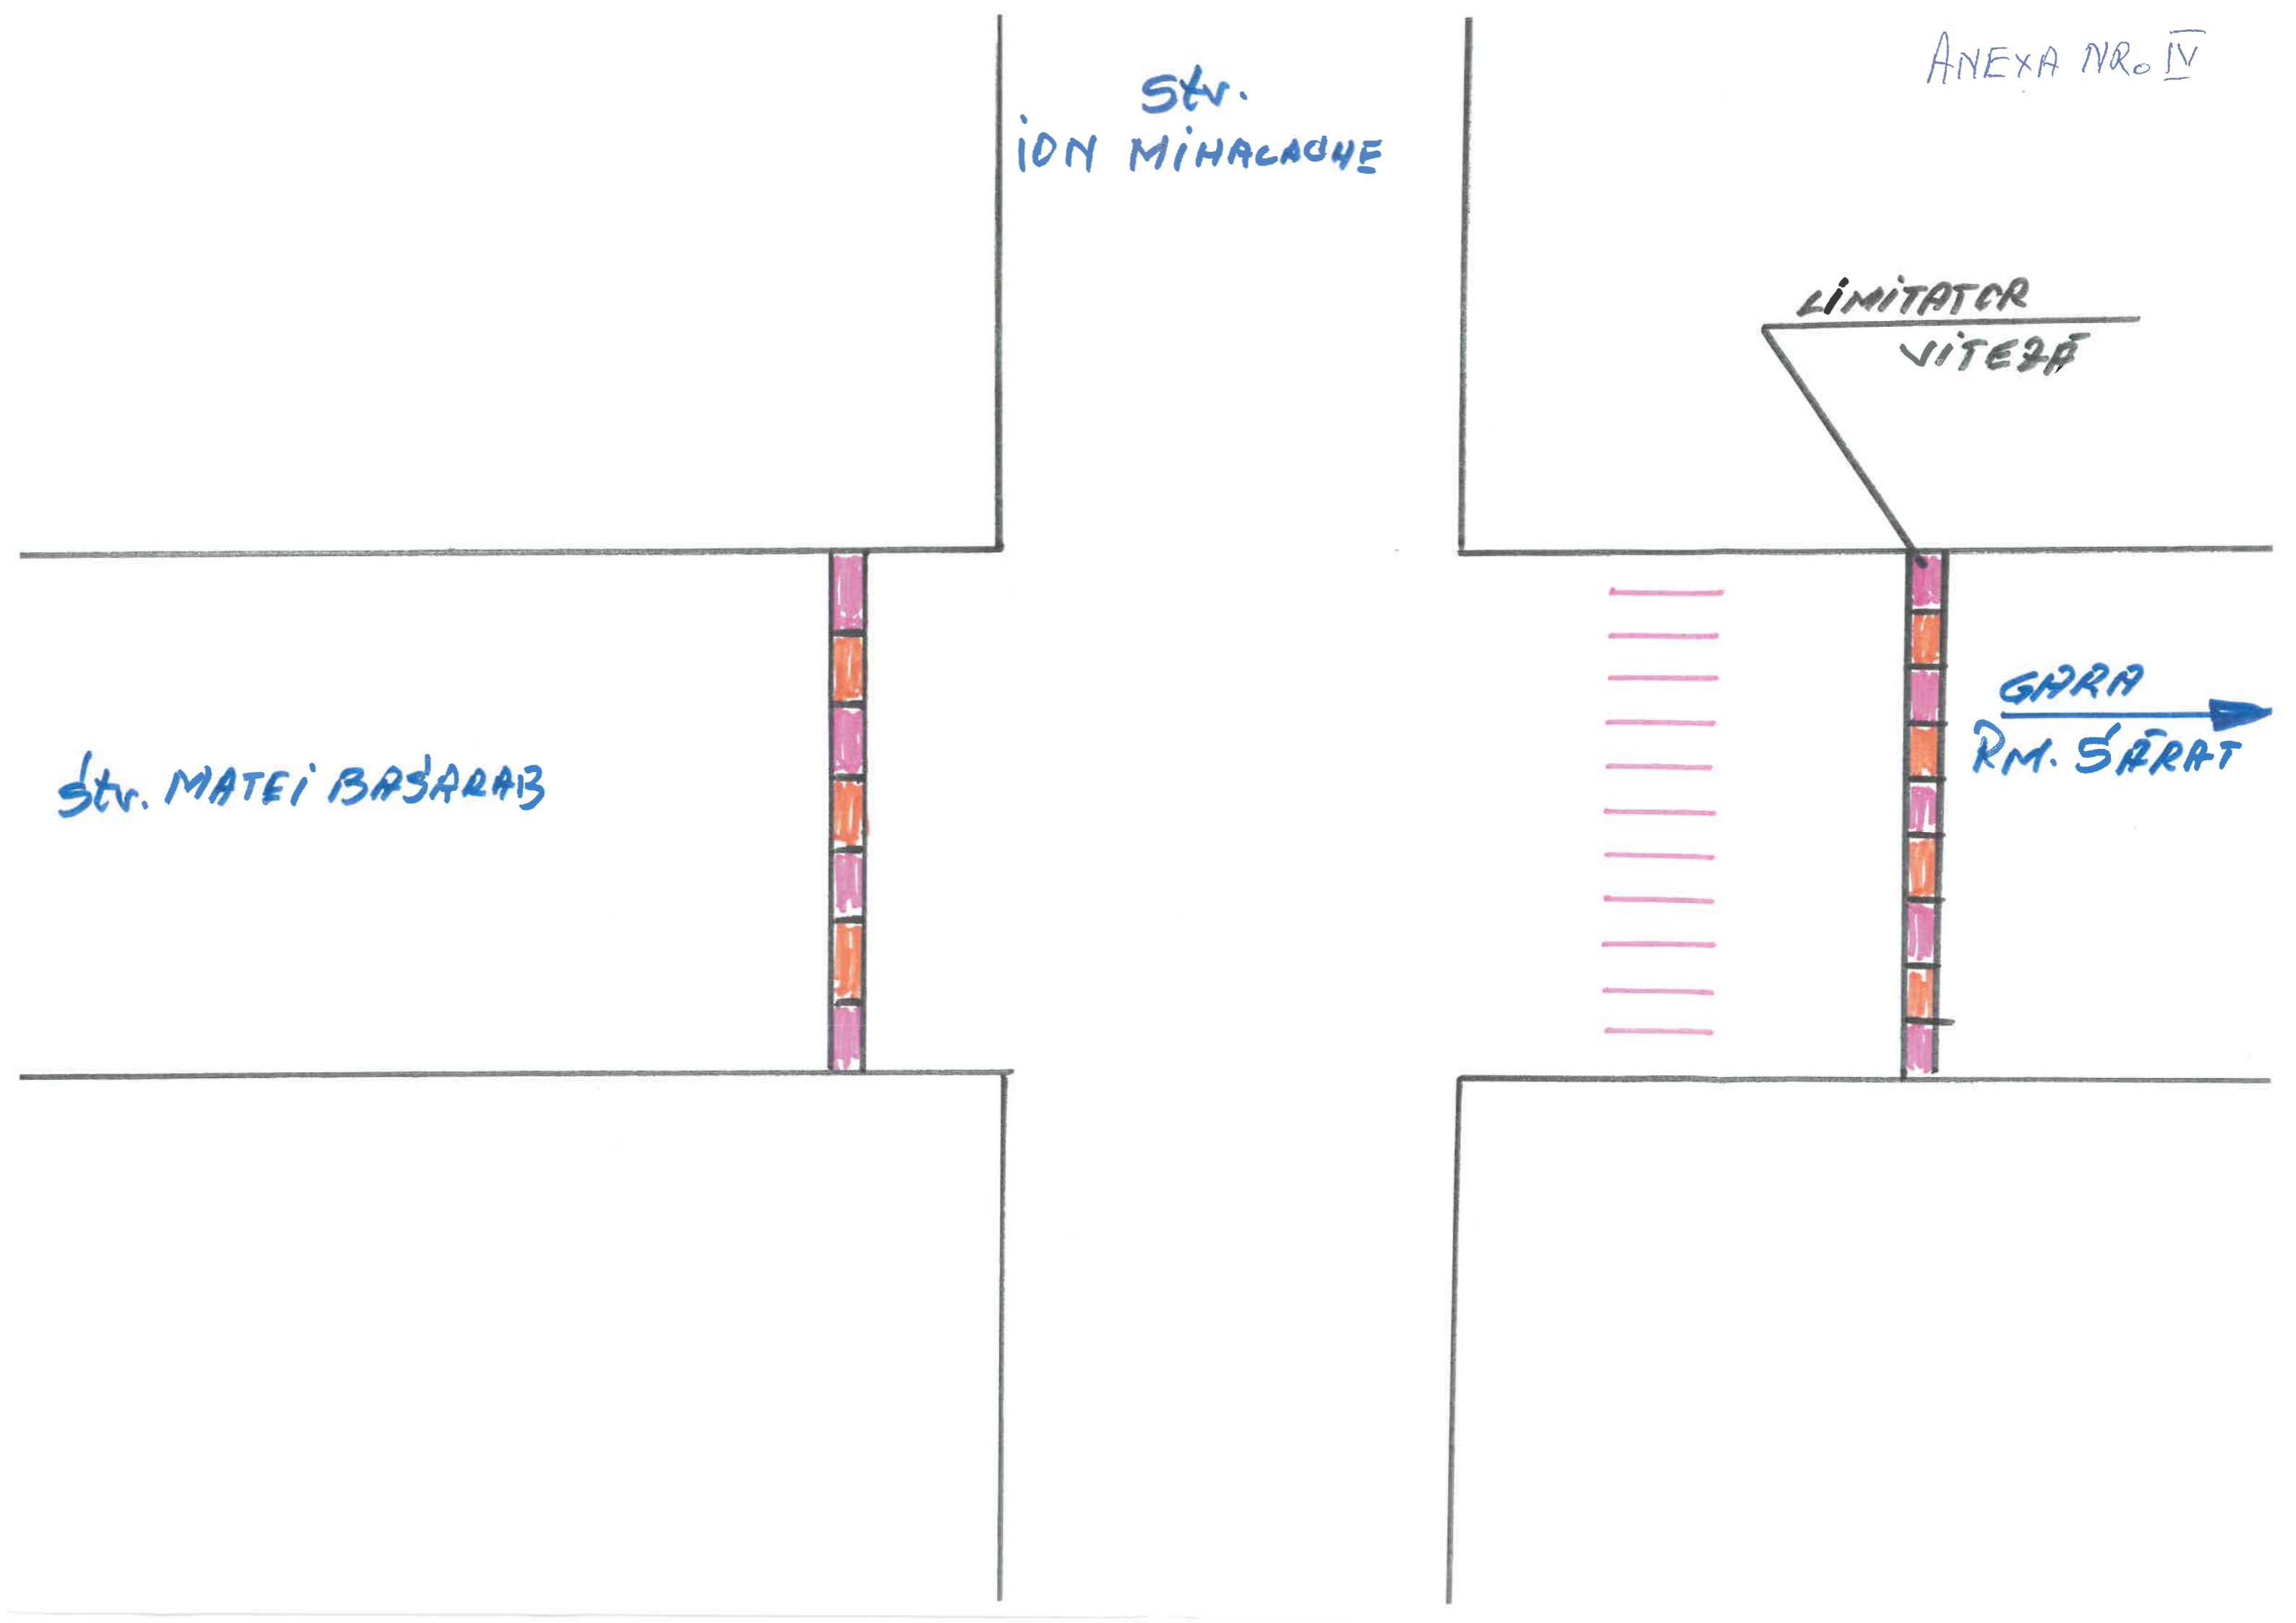 ANEXA NR. IV
Str.
ION MIHALACHE
LIMITATOR
VITEZĂ
GARA
RM. SĂRAT
Str. MATEI BASARAB